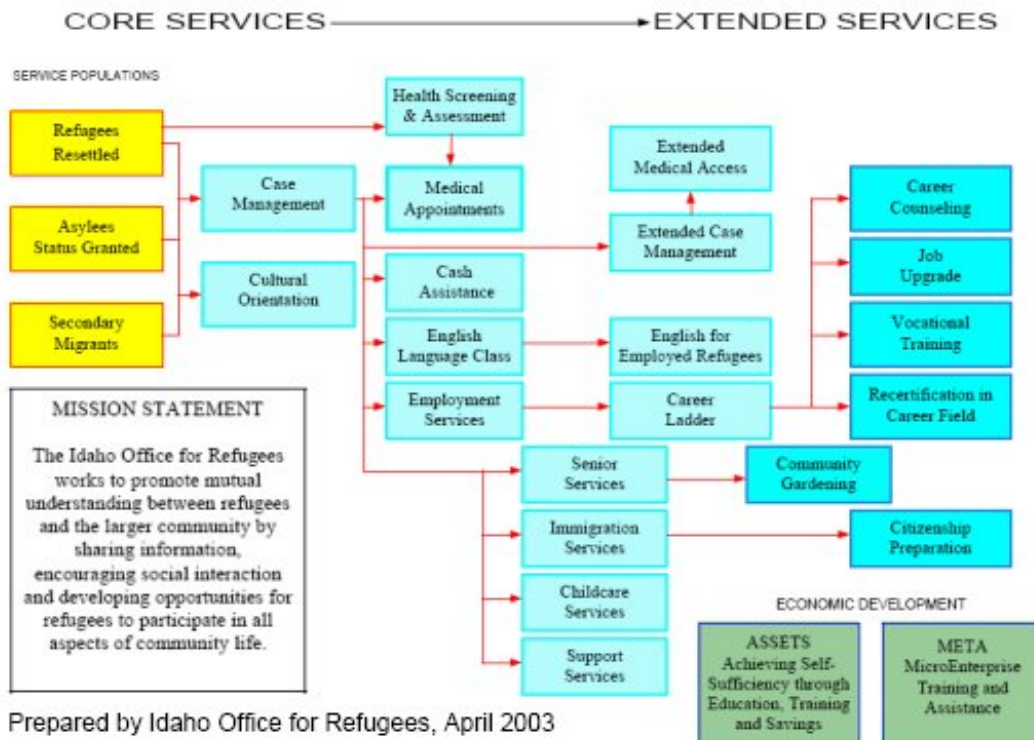 CORE SERVICES
EXTENDED SERVICES
SERVICE POPULATIONS
Refugees
Resettled
Asylees
Status Granted
Secondary
Migrants
Case
Management
Cultural
Orientation
Health Screening
& Assessment
Medical
Appointments
Cash
Assistance
English
Language Class
Employment
Services
Extended
Medical Access
Extended Case
Management
English for
Employed Refugees
Career
Ladder
Career
Counseling
Job
Upgrade
Vocational
Training
Recertification in
Career Field
Senior
Services
Community
Gardening
Immigration
Services
Citizenship
Preparation
Childcare
Services
Support
Services
MISSION STATEMENT
The Idaho Office for Refugees
works to promote mutual
understanding between refugees
and the larger community by
sharing information,
encouraging social interaction
and developing opportunities for
refugees to participate in all
aspects of community life.
ECONOMIC DEVELOPMENT
ASSETS
Achieving Self-
Sufficiency through
Education, Training
and Savings
META
MicroEnterprise
Training and
Assistance
Prepared by Idaho Office for Refugees, April 2003